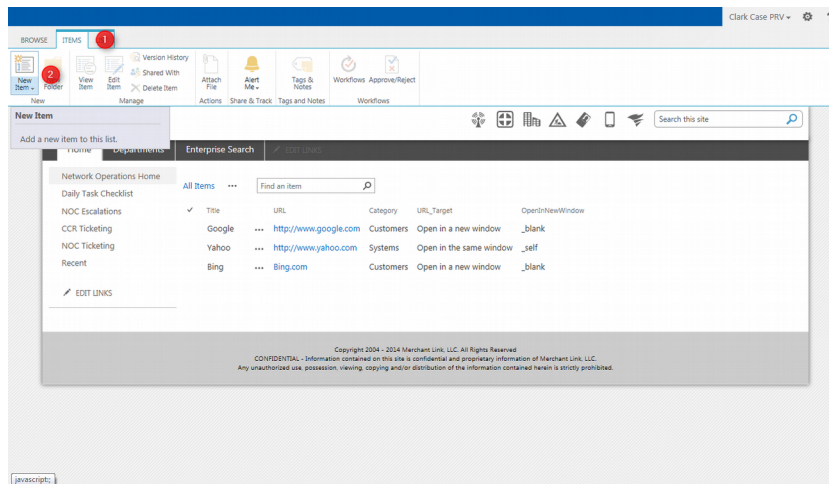 Clark Case PRV
BROWSE ITEMS 1
New Item
2
Folder
View Item
Edit Item
Version History
Shared With
Delete Item
Attach File
Alert Me
Tags & Notes
Workflows
Approve/Reject
New
Manage
Actions
Share & Track
Tags and Notes
Workflows
New Item
Add a new item to this list.
Search this site
Home Departments Enterprise Search EDIT LINKS
Network Operations Home
Daily Task Checklist
NOC Escalations
CCR Ticketing
NOC Ticketing
Recent
EDIT LINKS
All Items ... Find an item
Title URL Category URL_Target OpenInNewWindow
Google ... http://www.google.com Customers Open in a new window _blank
Yahoo ... http://www.yahoo.com Systems Open in the same window _self
Bing ... Bing.com Customers Open in a new window _blank
Copyright 2004 - 2014 Merchant Link, LLC. All Rights Reserved
CONFIDENTIAL - Information contained on this site is confidential and proprietary information of Merchant Link, LLC.
Any unauthorized use, possession, viewing, copying and/or distribution of the information contained herein is strictly prohibited.
javascript:;